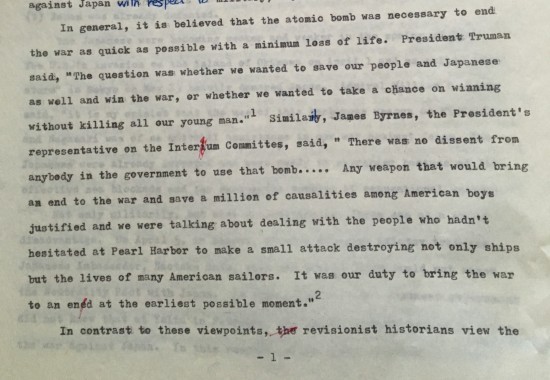 against Japan with respect to
In general, it is believed that the atomic bomb was necessary to end
the war as quick as possible with a minimum loss of life. President Truman
said, "The question was whether we wanted to save our people and Japanese
as well and win the war, or whether we wanted to take a chance on winning
without killing all our young man."1 Similarly, James Byrnes, the President's
representative on the Interium Committes, said, " There was no dissent from
anybody in the government to use that bomb..... Any weapon that would bring
an end to the war and save a million of causalities among American boys
justified and we were talking about dealing with the people who hadn't
hesitated at Pearl Harbor to make a small attack destroying not only ships
but the lives of many American sailors. It was our duty to bring the war
to an end at the earliest possible moment."2
In contrast to these viewpoints, the revisionist historians view the
- 1 -